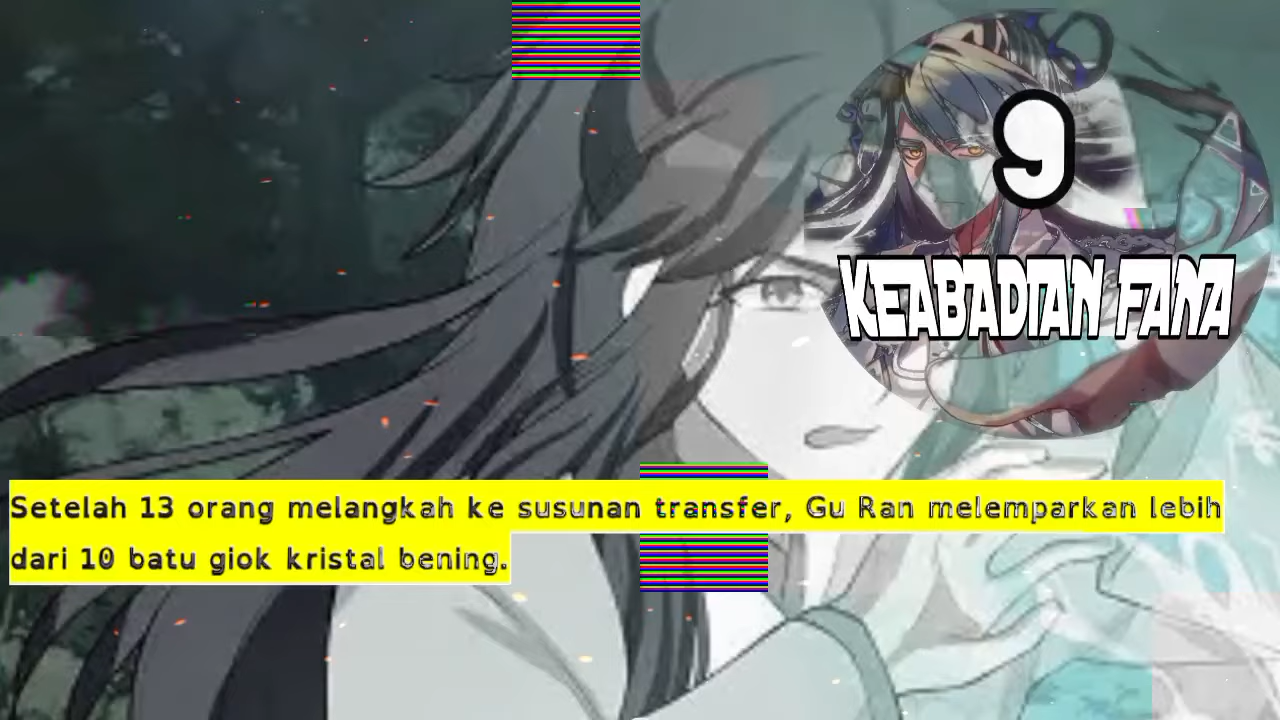 9
KEABADIAN FANA
Setelah 13 orang melangkah ke susunan transfer, Gu Ran melemparkan lebih
dari 10 batu giok kristal bening.